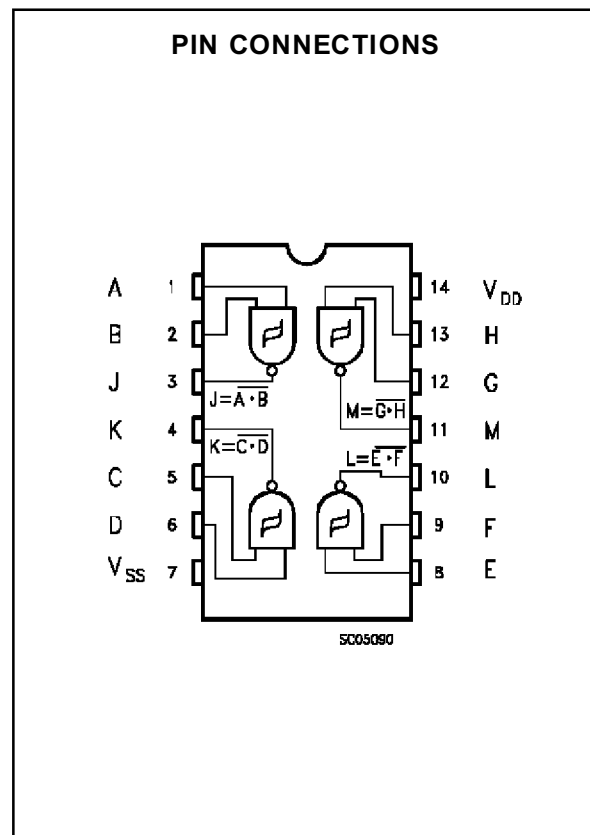 PIN CONNECTIONS
A 1
B 2
J 3
K 4
C 5
D 6
VSS 7
14 VDD
13 H
12 G
11 M
10 L
9 F
8 E
J=A̅·̅B̅
M=G̅·̅H̅
K=C̅·̅D̅
L=E̅·̅F̅
SC05090